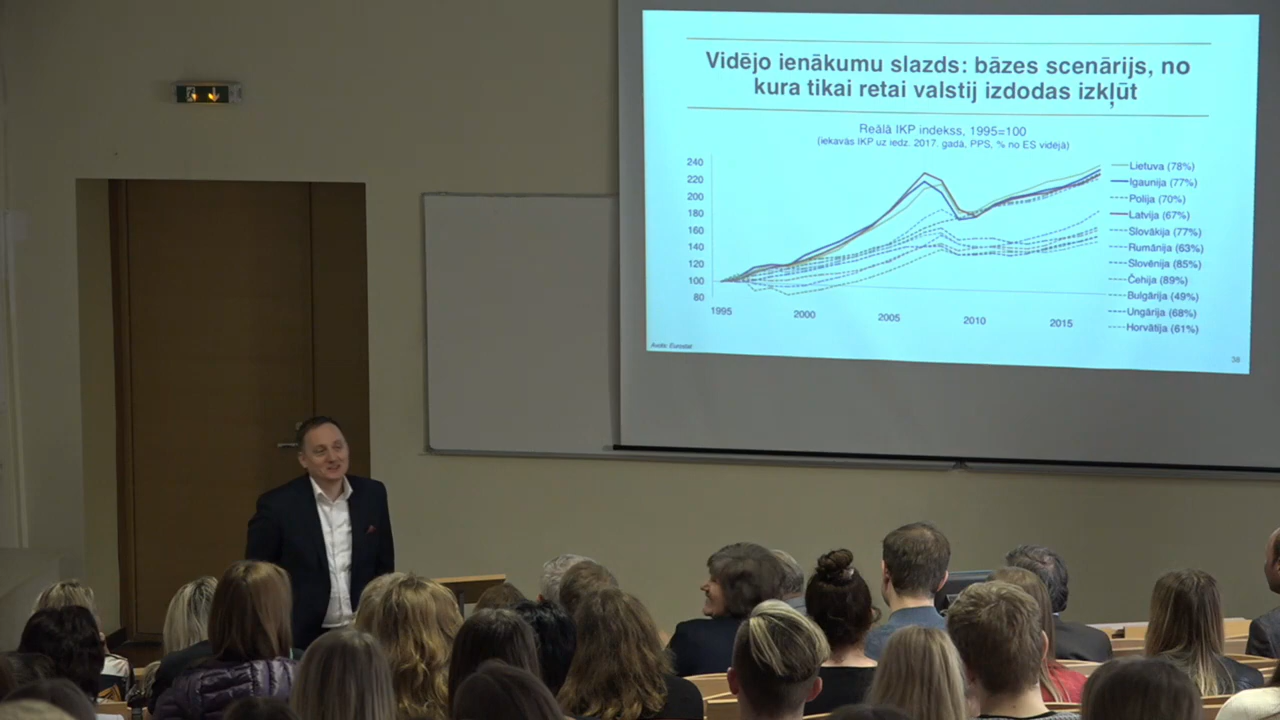 Vidējo ienākumu slazds: bāzes scenārijs, no
kura tikai retai valstij izdodas izkļūt
Reālā IKP indekss, 1995=100
(iekavās IKP uz iedz. 2017. gadā, PPS, % no ES vidējā)
240
220
200
180
160
140
120
100
80
1995
2000
2005
2010
2015
Lietuva (78%)
Igaunija (77%)
Polija (70%)
Latvija (67%)
Slovākija (77%)
Rumānija (63%)
Slovēnija (85%)
Čehija (89%)
Bulgārija (49%)
Ungārija (68%)
Horvātija (61%)
Avots: Eurostat
38